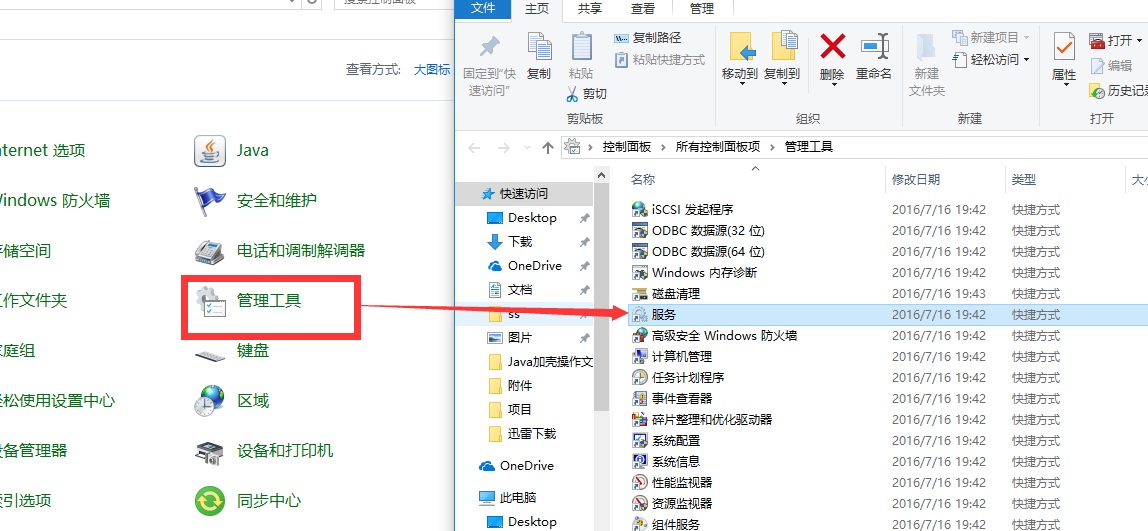 查看方式: 大图标
nternet 选项
Java
Windows 防火墙
安全和维护
存储空间
电话和调制解调器
工作文件夹
管理工具
家庭组
键盘
轻松使用设置中心
区域
设备管理器
设备和打印机
索引选项
同步中心
文件
主页
共享
查看
管理
固定到"快
速访问"
复制
粘贴
复制路径
粘贴快捷方式
剪切
剪贴板
移动到
复制到
删除
重命名
组织
新建
文件夹
新建项目
轻松访问
新建
属性
打开
编辑
历史记录
打开
控制面板 › 所有控制面板项 › 管理工具
快速访问
Desktop
下载
OneDrive
文档
ss
图片
Java加壳操作文
附件
项目
迅雷下载
OneDrive
此电脑
Desktop
名称 修改日期 类型 大小
iSCSI 发起程序 2016/7/16 19:42 快捷方式
ODBC 数据源(32 位) 2016/7/16 19:42 快捷方式
ODBC 数据源(64 位) 2016/7/16 19:42 快捷方式
Windows 内存诊断 2016/7/16 19:42 快捷方式
磁盘清理 2016/7/16 19:43 快捷方式
服务 2016/7/16 19:42 快捷方式
高级安全 Windows 防火墙 2016/7/16 19:42 快捷方式
计算机管理 2016/7/16 19:42 快捷方式
任务计划程序 2016/7/16 19:42 快捷方式
事件查看器 2016/7/16 19:42 快捷方式
碎片整理和优化驱动器 2016/7/16 19:42 快捷方式
系统配置 2016/7/16 19:42 快捷方式
系统信息 2016/7/16 19:42 快捷方式
性能监视器 2016/7/16 19:42 快捷方式
资源监视器 2016/7/16 19:42 快捷方式
组件服务 2016/7/16 19:42 快捷方式